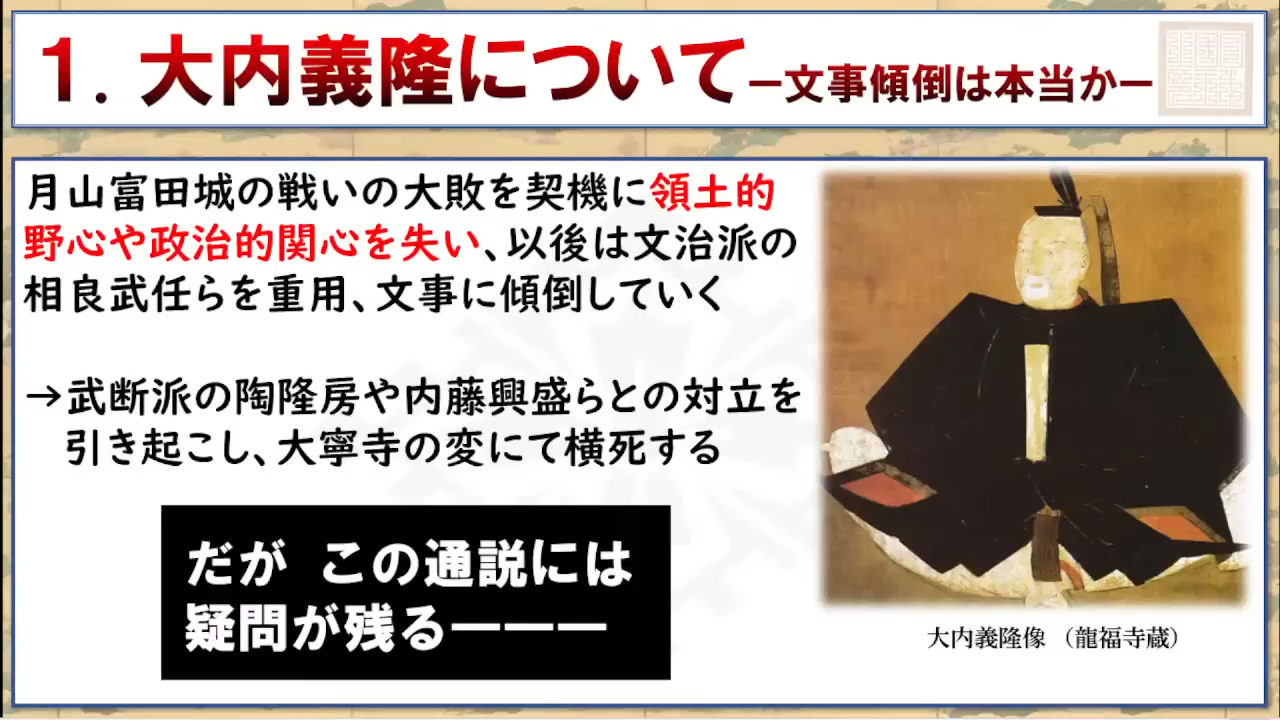 １．大内義隆について－文事傾倒は本当か－
月山富田城の戦いの大敗を契機に領土的
野心や政治的関心を失い、以後は文治派の
相良武任らを重用、文事に傾倒していく
→武断派の陶隆房や内藤興盛らとの対立を
引き起こし、大寧寺の変にて横死する
だが　この通説には
疑問が残る―――
大内義隆像（龍福寺蔵）